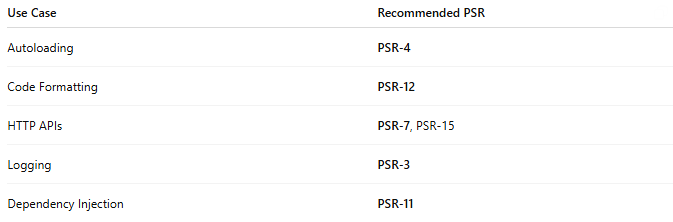 Use Case Recommended PSR
Autoloading PSR-4
Code Formatting PSR-12
HTTP APIs PSR-7, PSR-15
Logging PSR-3
Dependency Injection PSR-11